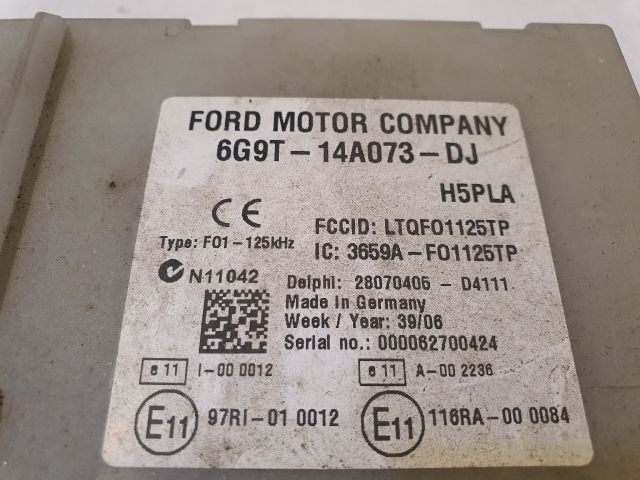 FORD MOTOR COMPANY
6G9T-14A073-DJ
H5PLA
CE
Type: F01-125kHz
FCCID: LTQFO1125TP
IC: 3659A-FO1125TP
N11042
Delphi: 28070405 - D4111
Made in Germany
Week / Year: 39/06
Serial no.: 000062700424
e 11 I-00 0012
e 11 A-00 2236
E11 97RI-01 0012
E11 116RA-00 0084